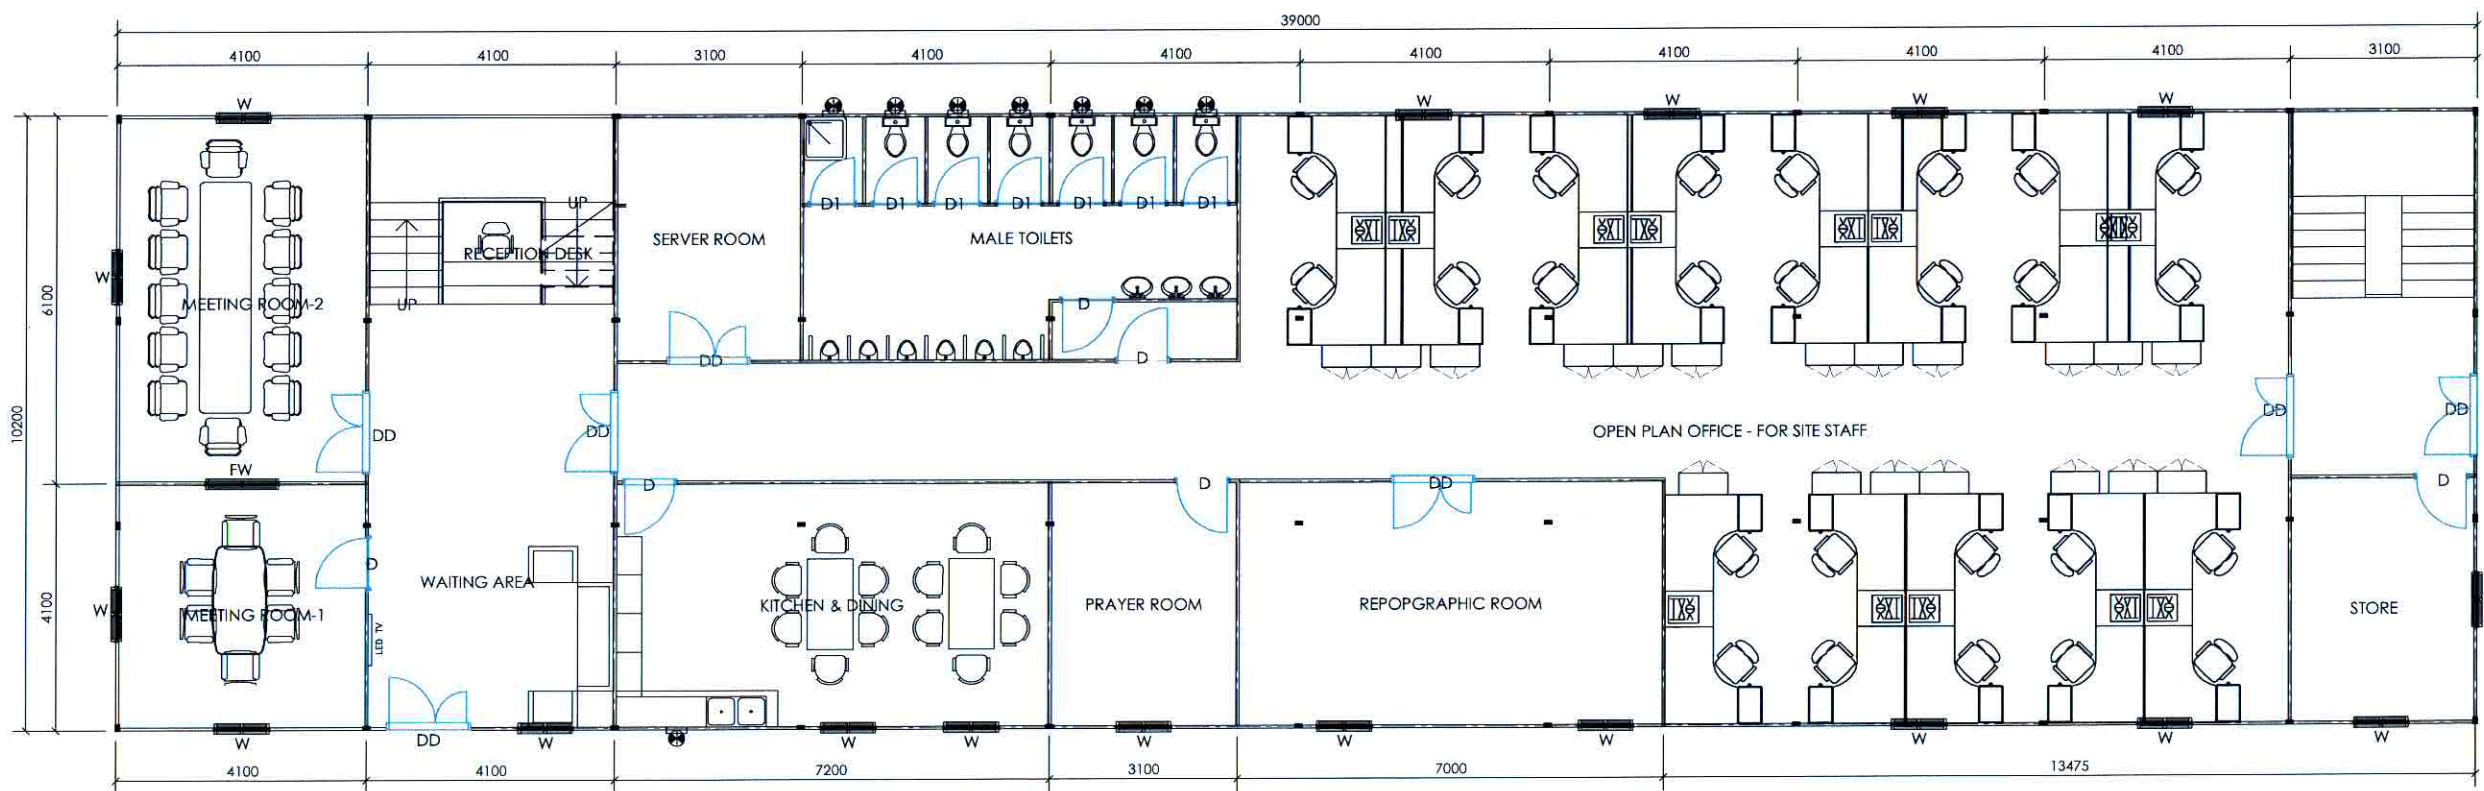 39000
4100 4100 3100 4100 4100 4100 4100 4100 4100 3100
W W W W W
D1 D1 D1 D1 D1 D1 D1
UP
SERVER ROOM MALE TOILETS
RECEPTION DESK
W
6100
MEETING ROOM-2 UP D
DD D
10200
DD DD DD DD
OPEN PLAN OFFICE - FOR SITE STAFF
FW
D D DD D
D
WAITING AREA
KITCHEN & DINING PRAYER ROOM REPOPGRAPHIC ROOM STORE
4100
W
MEETING ROOM-1
LED TV
W DD W W W W W W W W W
4100 4100 7200 3100 7000 13475